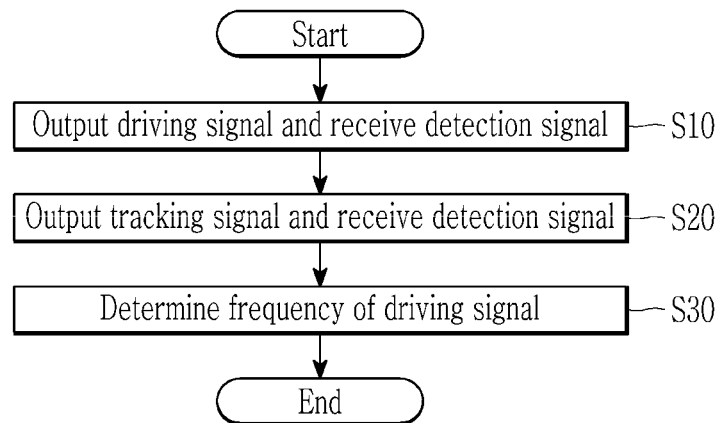 Start
Output driving signal and receive detection signal S10
Output tracking signal and receive detection signal S20
Determine frequency of driving signal S30
End